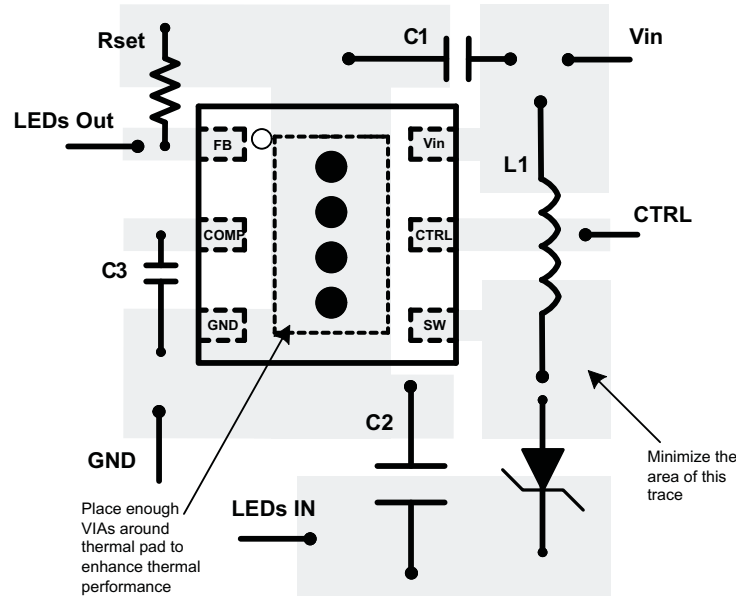 C1
Rset
Vin
LEDs Out
FB
Vin
L1
COMP
CTRL
CTRL
C3
GND
SW
C2
GND
Minimize the
area of this
trace
LEDs IN
Place enough
VIAs around
thermal pad to
enhance thermal
performance